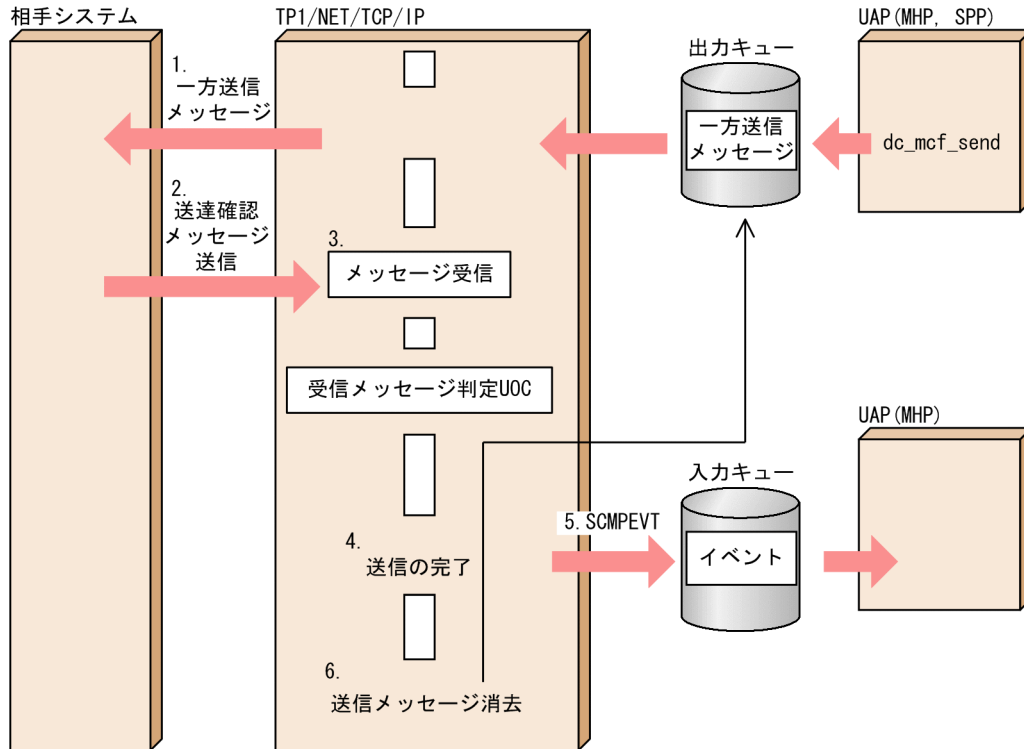 相手システム
TP1/NET/TCP/IP
UAP(MHP, SPP)
出力キュー
1.
一方送信
メッセージ
一方送信
メッセージ
dc_mcf_send
2.
送達確認
メッセージ
送信
3.
メッセージ受信
受信メッセージ判定UOC
UAP(MHP)
入力キュー
5. SCMPEVT
4.
送信の完了
イベント
6.
送信メッセージ消去